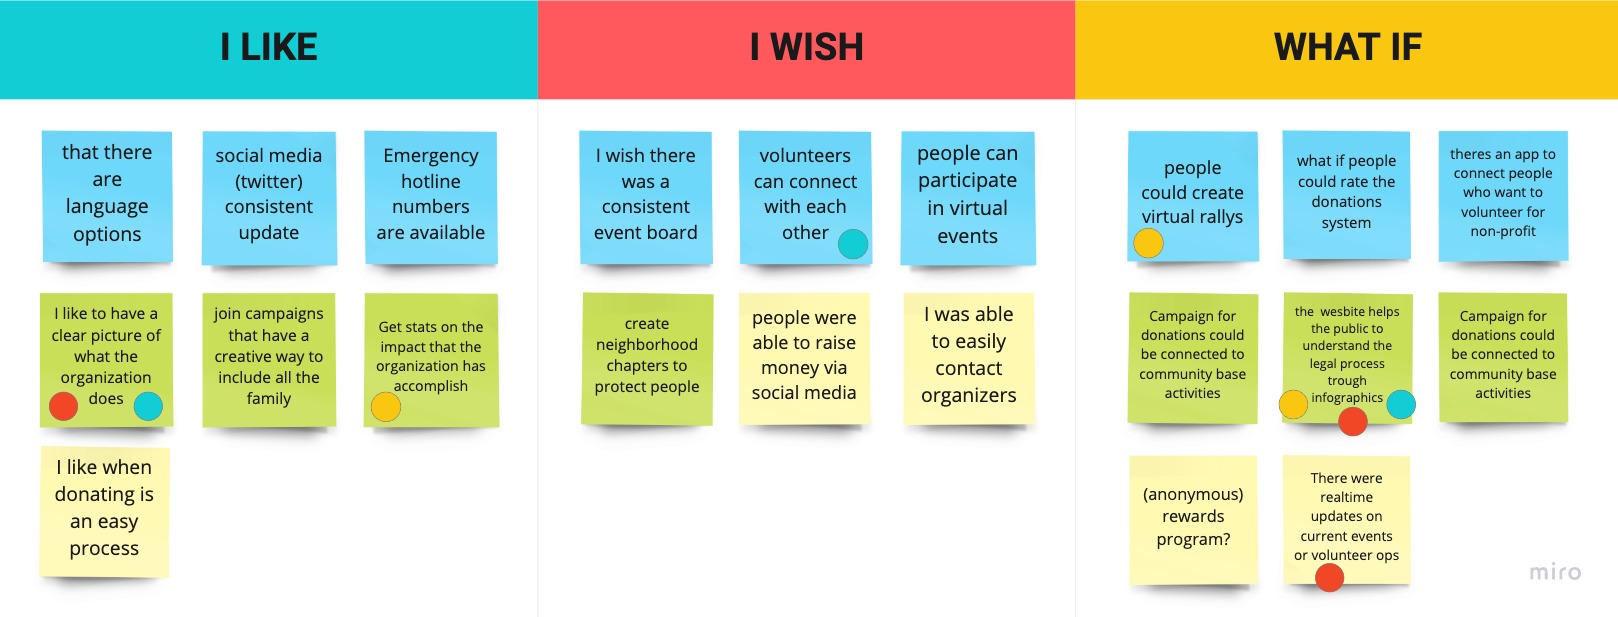 I LIKE
I WISH
WHAT IF
that there
are
language
options
social media
(twitter)
consistent
update
Emergency
hotline
numbers
are available
I like to have a
clear picture of
what the
organization
does
join campaigns
that have a
creative way to
include all the
family
Get stats on the
impact that the
organization has
accomplish
I like when
donating is
an easy
process
I wish there
was a
consistent
event board
volunteers
can connect
with each
other
people can
participate
in virtual
events
create
neighborhood
chapters to
protect people
people were
able to raise
money via
social media
I was able
to easily
contact
organizers
people
could create
virtual rallys
what if people
could rate the
donations
system
theres an app to
connect people
who want to
volunteer for
non-profit
Campaign for
donations could
be connected to
community base
activities
the wesbite helps
the public to
understand the
legal process
trough
infographics
Campaign for
donations could
be connected to
community base
activities
(anonymous)
rewards
program?
There were
realtime
updates on
current events
or volunteer ops
miro